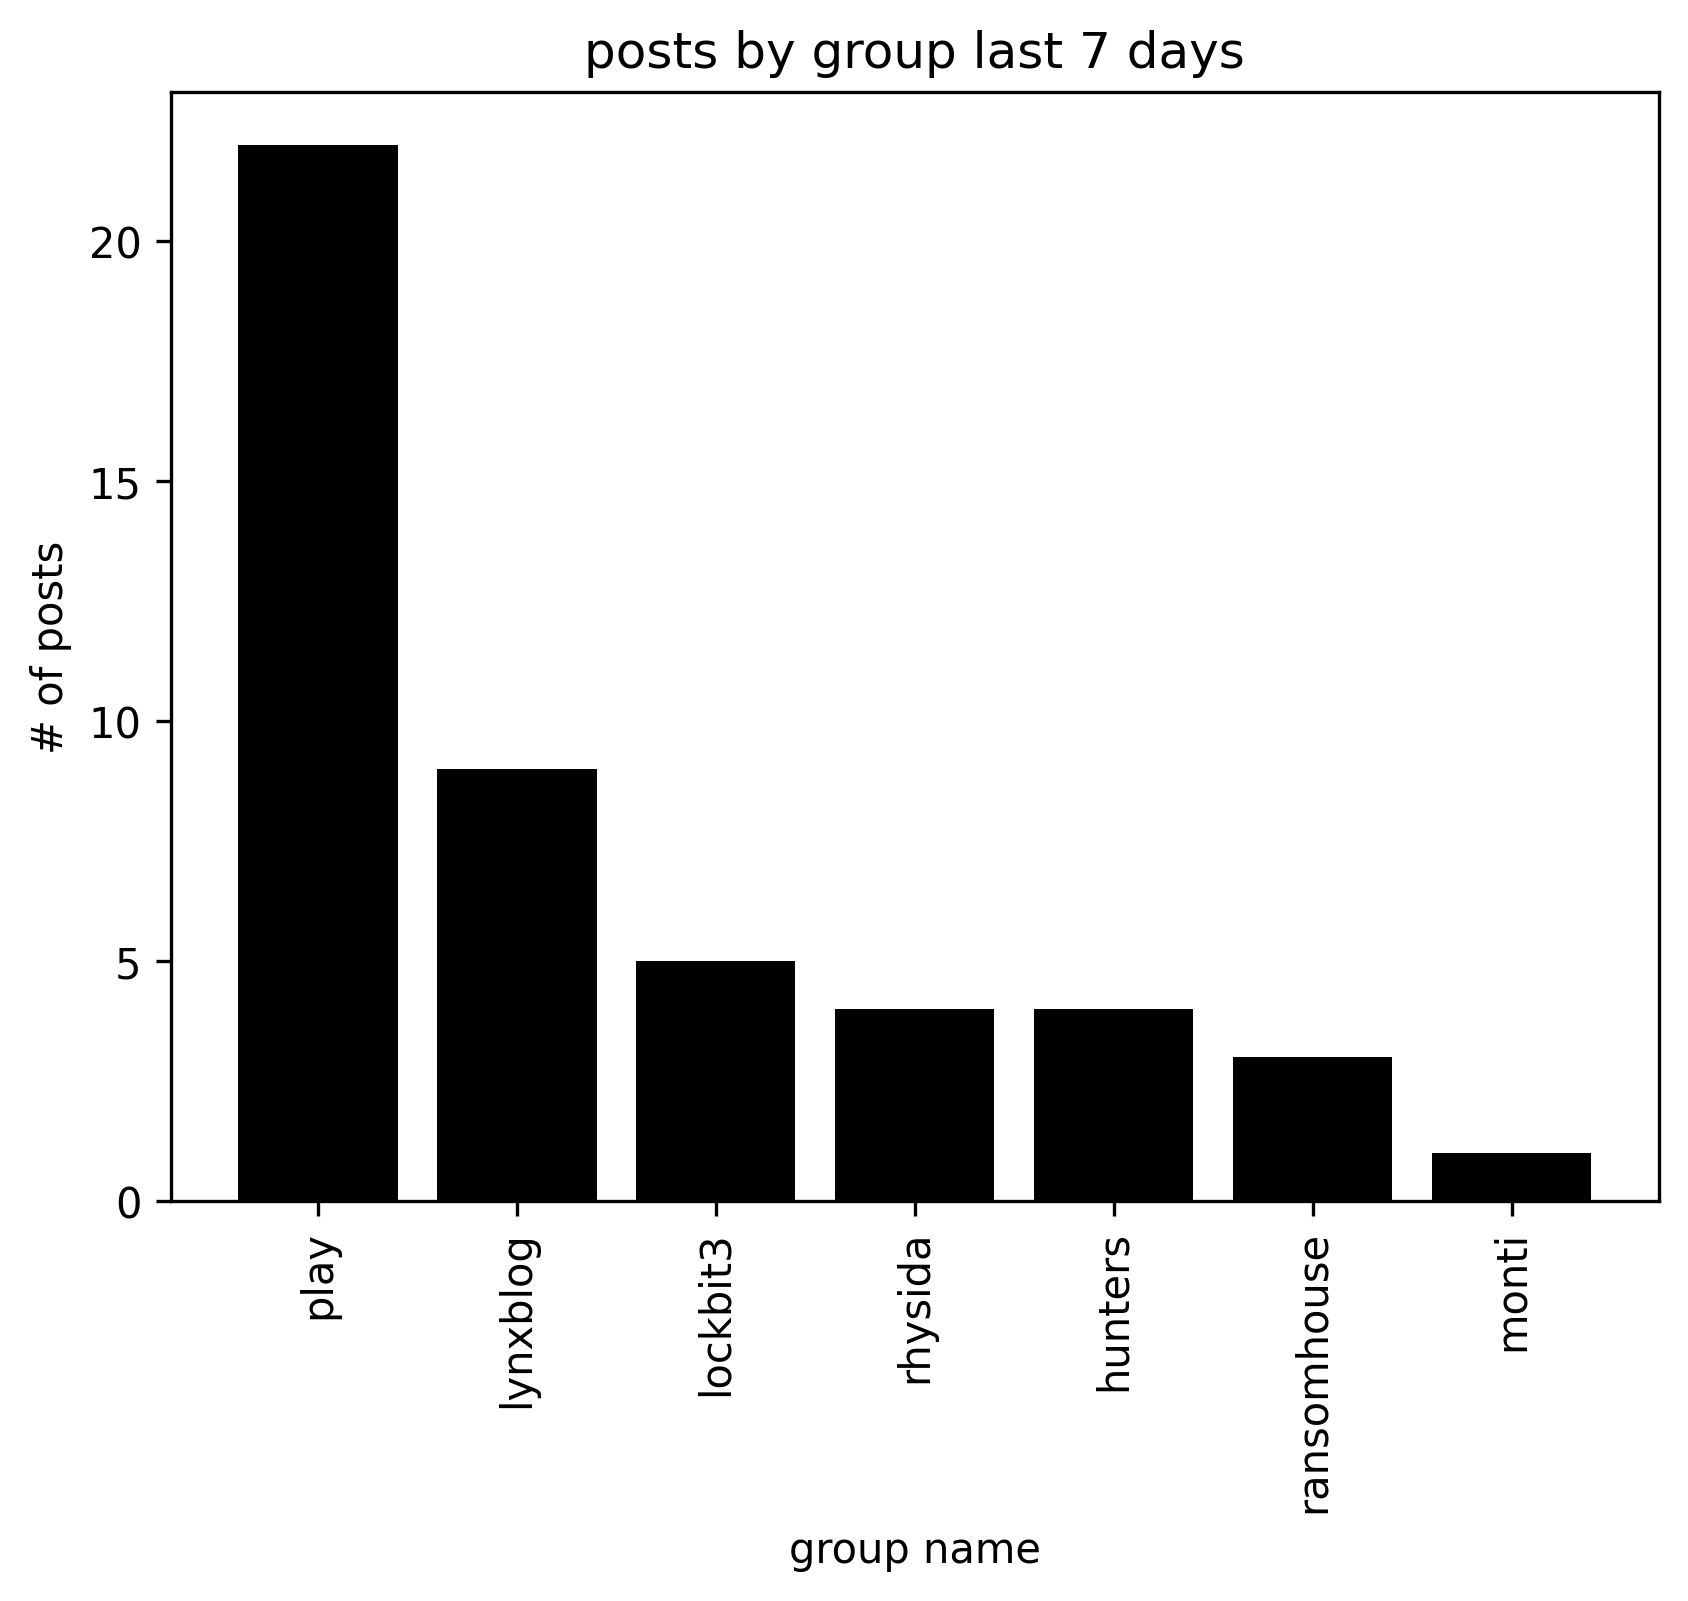 posts by group last 7 days
# of posts
20
15
10
5
0
play
lynxblog
lockbit3
rhysida
hunters
ransomhouse
monti
group name